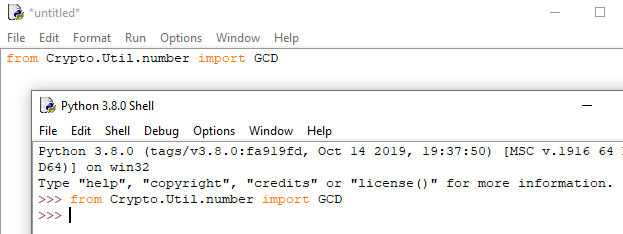 *untitled*
File Edit Format Run Options Window Help
from Crypto.Util.number import GCD
Python 3.8.0 Shell
File Edit Shell Debug Options Window Help
Python 3.8.0 (tags/v3.8.0:fa919fd, Oct 14 2019, 19:37:50) [MSC v.1916 64
D64)] on win32
Type "help", "copyright", "credits" or "license()" for more information.
>>> from Crypto.Util.number import GCD
>>>